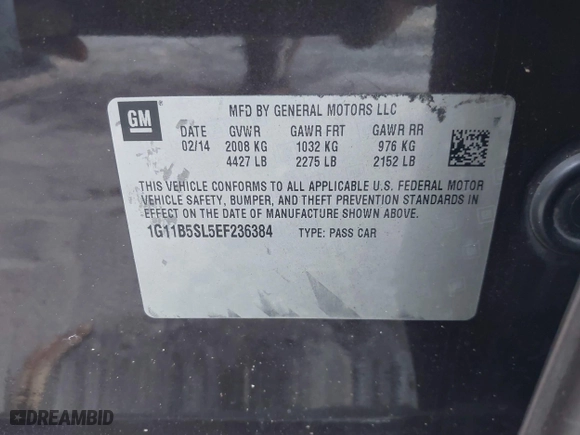 GM
MFD BY GENERAL MOTORS LLC
DATE GVWR GAWR FRT GAWR RR
02/14 2008 KG 1032 KG 976 KG
4427 LB 2275 LB 2152 LB
THIS VEHICLE CONFORMS TO ALL APPLICABLE U.S. FEDERAL MOTOR
VEHICLE SAFETY, BUMPER, AND THEFT PREVENTION STANDARDS IN
EFFECT ON THE DATE OF MANUFACTURE SHOWN ABOVE.
1G11B5SL5EF236384 TYPE: PASS CAR
DREAMBID